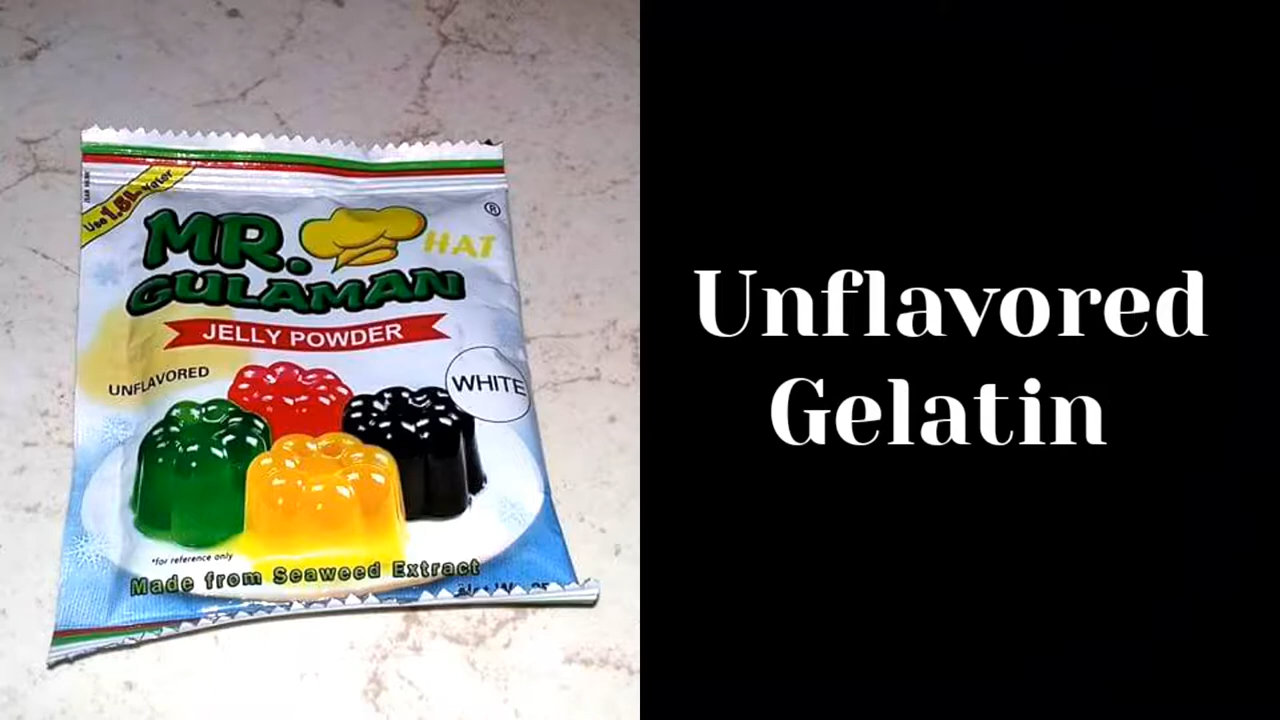 Use 1.5L Water
MR. HAT ®
GULAMAN
JELLY POWDER
UNFLAVORED
WHITE
*for reference only
Made from Seaweed Extract
Unflavored
Gelatin